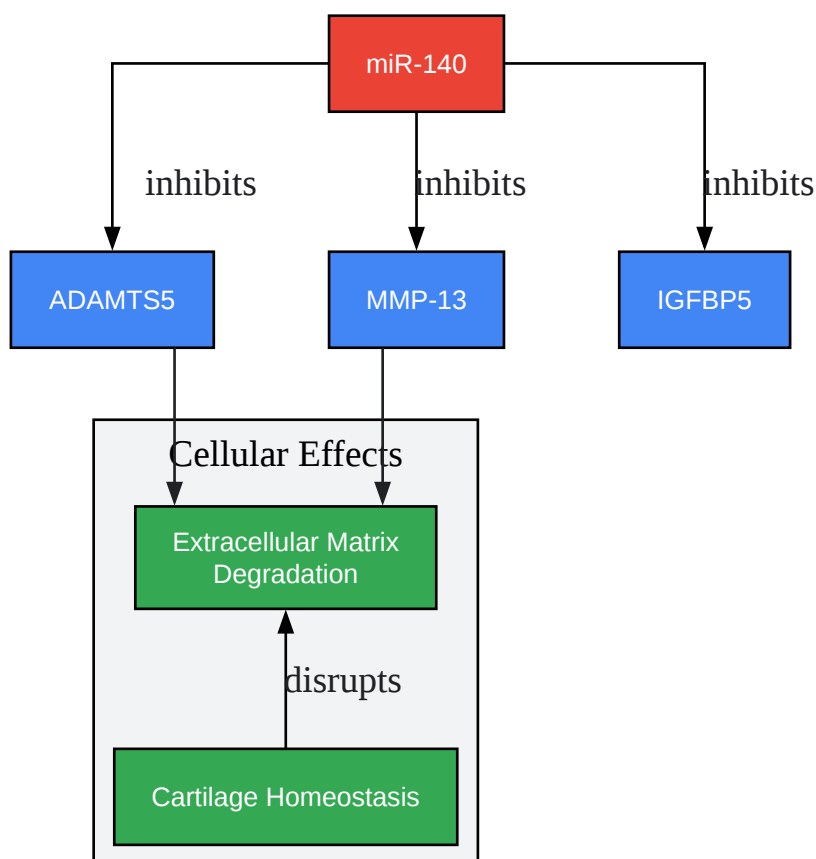 miR-140
inhibits
inhibits
inhibits
ADAMTS5
MMP-13
IGFBP5
Cellular Effects
Extracellular Matrix
Degradation
disrupts
Cartilage Homeostasis